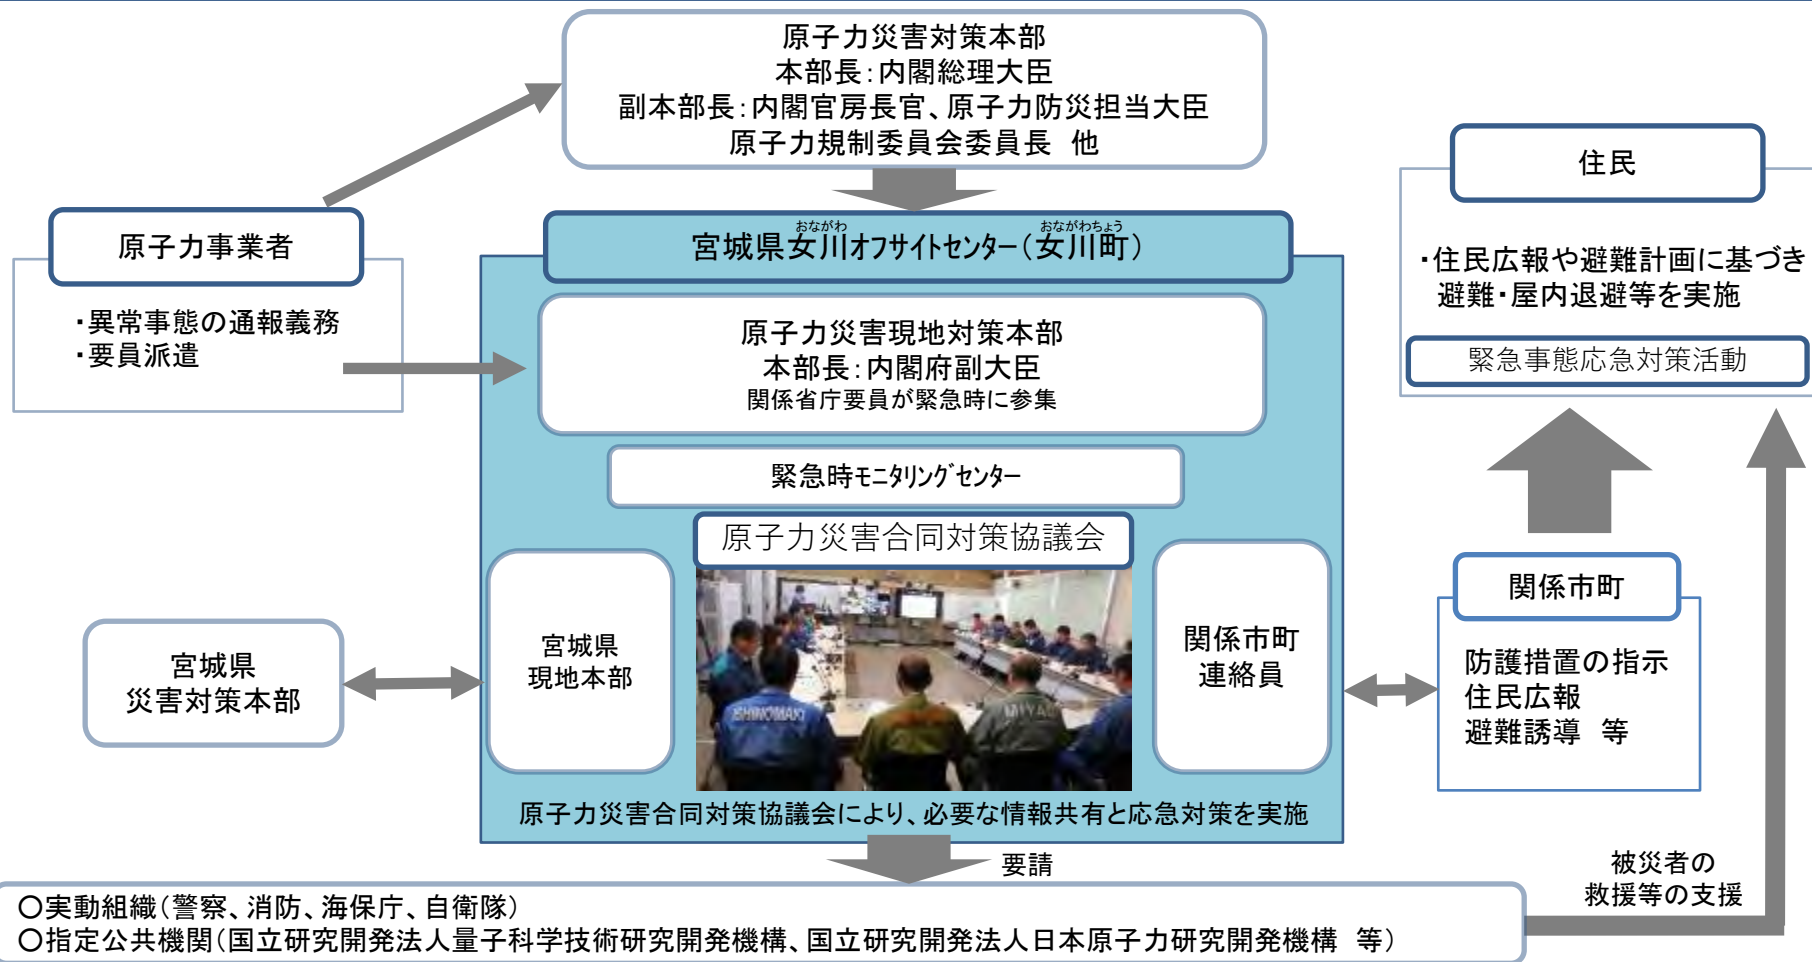 原子力災害対策本部
本部長：内閣総理大臣
副本部長：内閣官房長官、原子力防災担当大臣
原子力規制委員会委員長　他
原子力事業者
・異常事態の通報義務
・要員派遣
おながわ　おながわちょう
宮城県女川オフサイトセンター（女川町）
原子力災害現地対策本部
本部長：内閣府副大臣
関係省庁要員が緊急時に参集
緊急時モニタリングセンター
原子力災害合同対策協議会
宮城県
現地本部
ISHINOMAKI
MIYAG
関係市町
連絡員
原子力災害合同対策協議会により、必要な情報共有と応急対策を実施
宮城県
災害対策本部
住民
・住民広報や避難計画に基づき
避難・屋内退避等を実施
緊急事態応急対策活動
関係市町
防護措置の指示
住民広報
避難誘導　等
要請
被災者の
救援等の支援
〇実動組織（警察、消防、海保庁、自衛隊）
〇指定公共機関（国立研究開発法人量子科学技術研究開発機構、国立研究開発法人日本原子力研究開発機構　等）